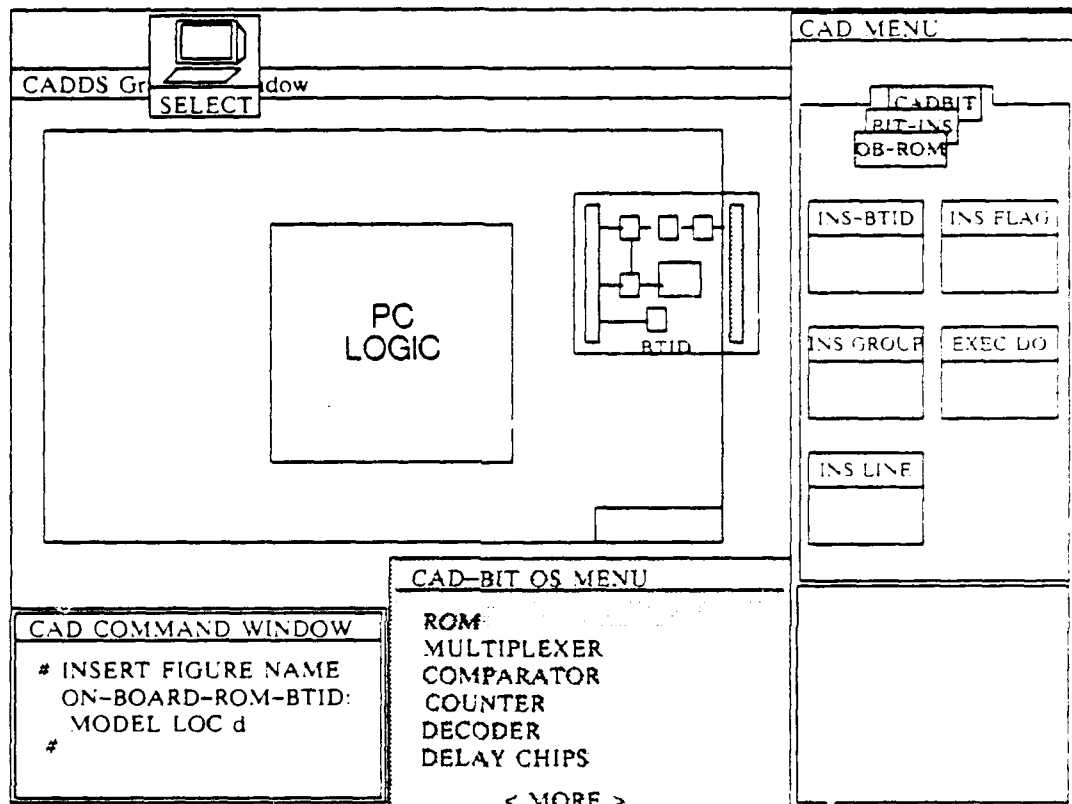 CAD MENU
CADDS Gr
dow
SELECT
CADBIT
BIT-INS
OB-ROM
INS-BTID
INS FLAG
PC
LOGIC
BTID
INS GROUP
EXEC DO
INS LINE
CAD-BIT OS MENU
ROM
MULTIPLEXER
COMPARATOR
COUNTER
DECODER
DELAY CHIPS
< MORE >
CAD COMMAND WINDOW
# INSERT FIGURE NAME
ON-BOARD-ROM-BTID:
MODEL LOC d
#